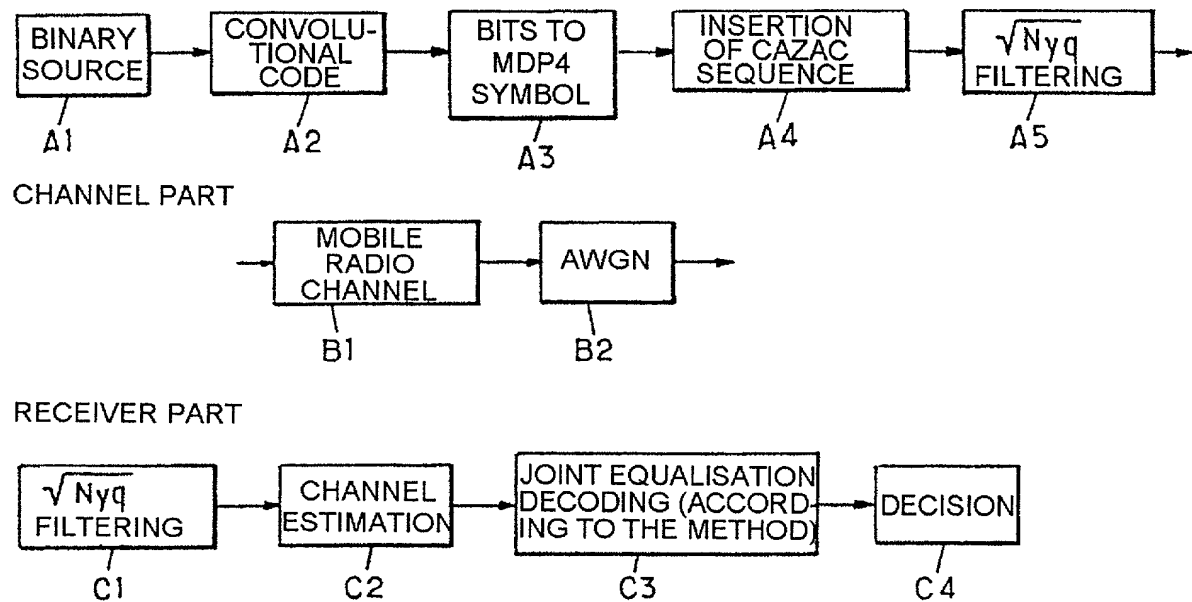 BINARY
SOURCE
A1
CONVOLU-
TIONAL
CODE
A2
BITS TO
MDP4
SYMBOL
A3
INSERTION
OF CAZAC
SEQUENCE
A4
√Nyq
FILTERING
A5
CHANNEL PART
MOBILE
RADIO
CHANNEL
B1
AWGN
B2
RECEIVER PART
√Nyq
FILTERING
C1
CHANNEL
ESTIMATION
C2
JOINT EQUALISATION
DECODING (ACCORD-
ING TO THE METHOD)
C3
DECISION
C4